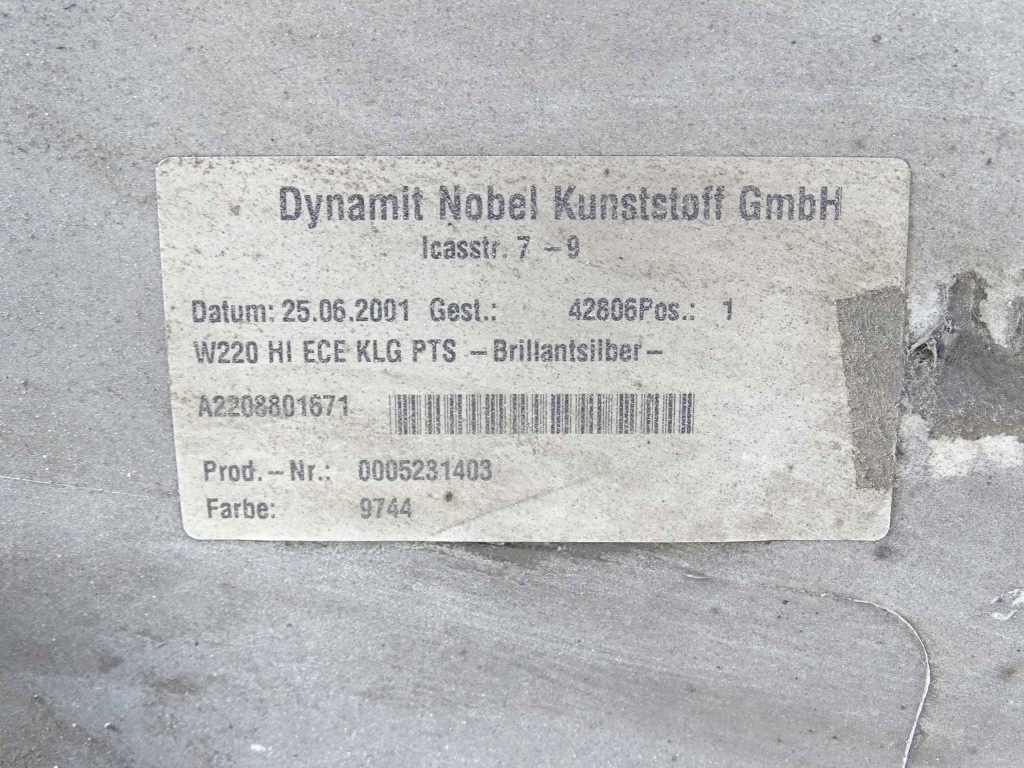 Dynamit Nobel Kunststoff GmbH
Icasstr. 7 - 9
Datum: 25.06.2001 Gest.: 42806Pos.: 1
W220 HI ECE KLG PTS -Brillantsilber-
A2208801671
Prod.-Nr.: 0005231403
Farbe: 9744